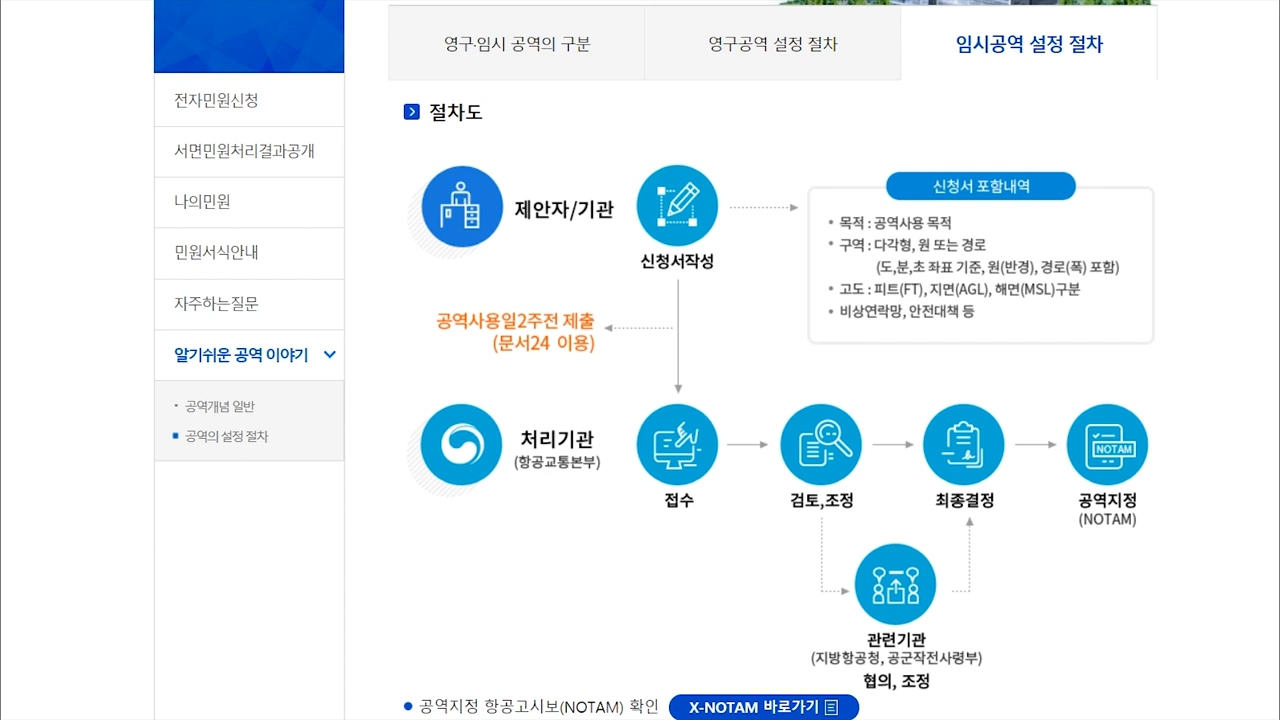 영구·임시 공역의 구분
영구공역 설정 절차
임시공역 설정 절차
전자민원신청
서면민원처리결과공개
나의민원
민원서식안내
자주하는질문
알기쉬운 공역 이야기
공역개념 일반
공역의 설정 절차
절차도
제안자/기관
신청서작성
신청서 포함내역
• 목적 : 공역사용 목적
• 구역 : 다각형, 원 또는 경로
(도,분,초 좌표 기준, 원(반경), 경로(폭) 포함)
• 고도 : 피트(FT), 지면(AGL), 해면(MSL)구분
• 비상연락망, 안전대책 등
공역사용일2주전 제출
(문서24 이용)
처리기관
(항공교통본부)
접수
검토,조정
최종결정
NOTAM
공역지정
(NOTAM)
관련기관
(지방항공청, 공군작전사령부)
협의, 조정
• 공역지정 항공고시보(NOTAM) 확인
X-NOTAM 바로가기